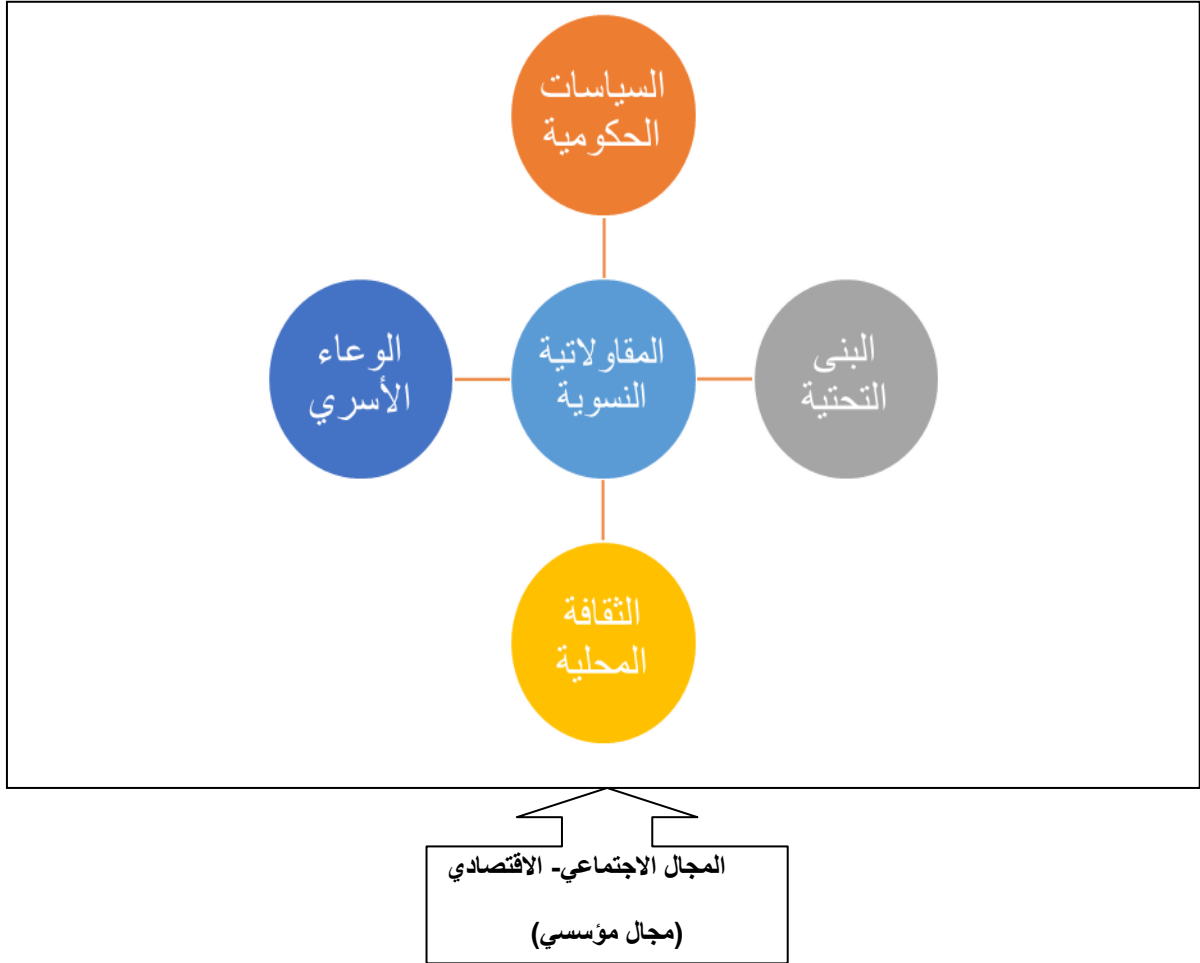 السياسات
الحكومية
البنى
التحتية
المقاولاتية
النسوية
الوعاء
الأسري
الثقافة
المحلية
المجال الاجتماعي- الاقتصادي
(مجال مؤسسي)